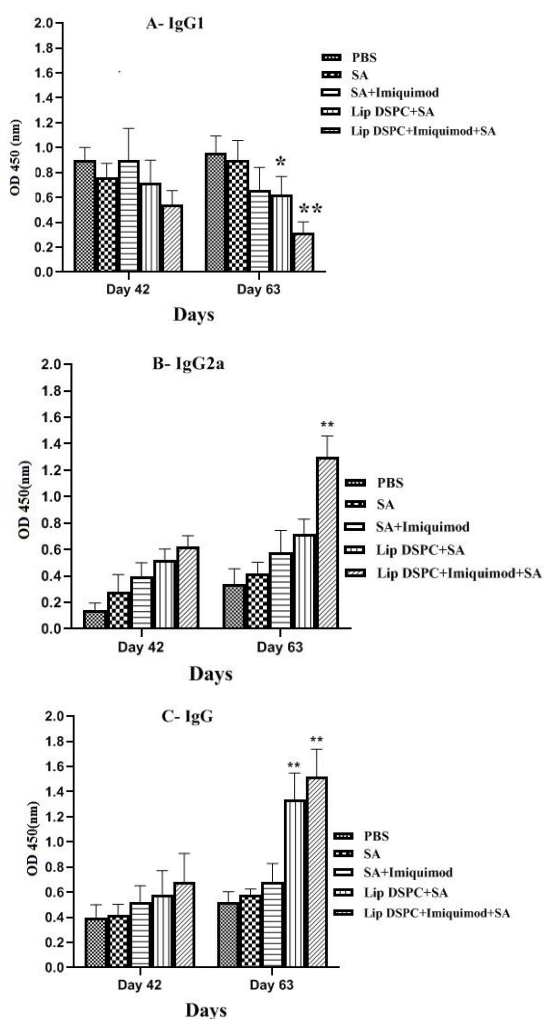 A- IgG1
2.0
1.8
1.6
1.4
1.2
1.0
0.8
0.6
0.4
0.2
0.0
OD 450 (nm)
PBS
SA
SA+Imiquimod
Lip DSPC+SA
Lip DSPC+Imiquimod+SA
*
**
Day 42
Day 63
Days
B- IgG2a
2.0
1.8
1.6
1.4
1.2
1.0
0.8
0.6
0.4
0.2
0.0
OD 450(nm)
**
PBS
SA
SA+Imiquimod
Lip DSPC+SA
Lip DSPC+Imiquimod+SA
Day 42
Day 63
Days
C- IgG
2.0
1.8
1.6
1.4
1.2
1.0
0.8
0.6
0.4
0.2
0.0
OD 450(nm)
**
**
PBS
SA
SA+Imiquimod
Lip DSPC+SA
Lip DSPC+Imiquimod+SA
Day 42
Day 63
Days